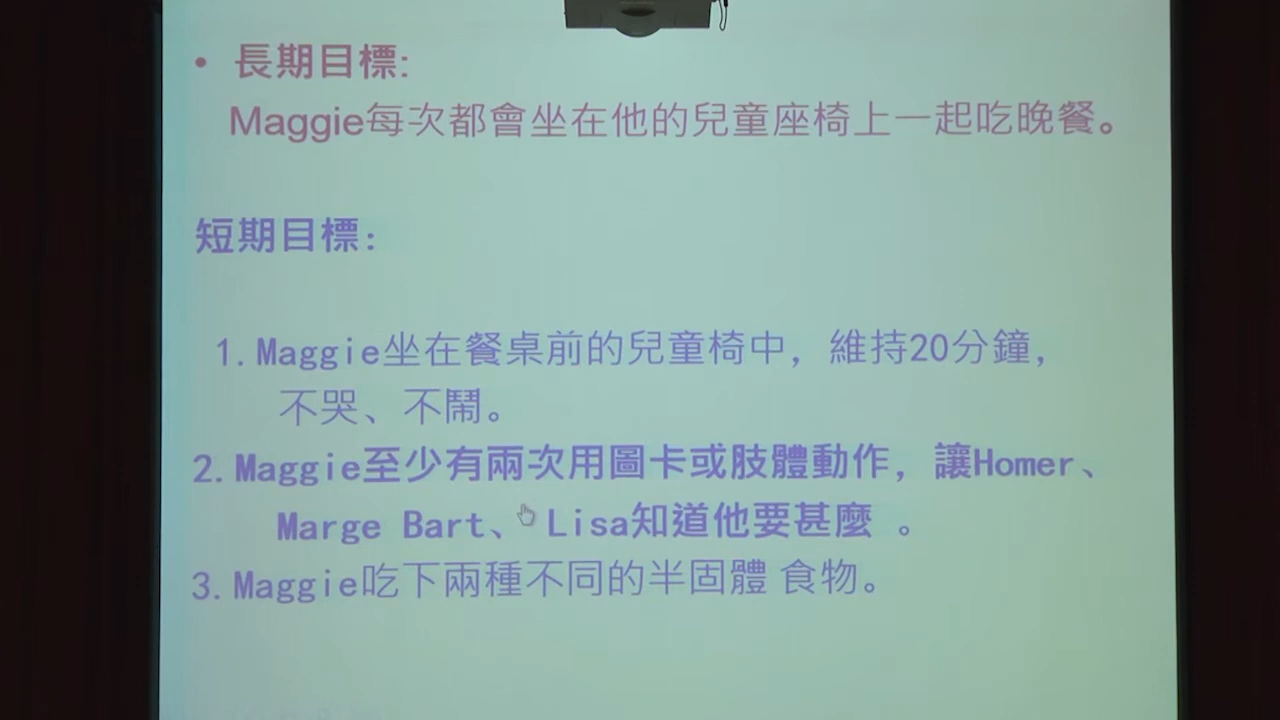 • 長期目標:
Maggie每次都會坐在他的兒童座椅上一起吃晚餐。
短期目標:
1.Maggie坐在餐桌前的兒童椅中，維持20分鐘，
不哭、不鬧。
2.Maggie至少有兩次用圖卡或肢體動作，讓Homer、
Marge Bart、 Lisa知道他要甚麼 。
3.Maggie吃下兩種不同的半固體 食物。